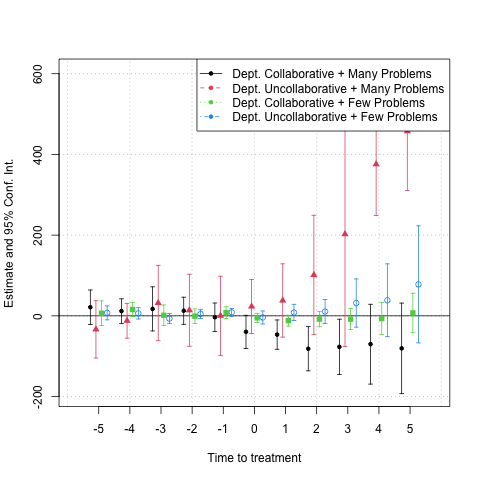 Dept. Collaborative + Many Problems
Dept. Uncollaborative + Many Problems
Dept. Collaborative + Few Problems
Dept. Uncollaborative + Few Problems
Estimate and 95% Conf. Int.
600
400
200
0
-200
-5 -4 -3 -2 -1 0 1 2 3 4 5
Time to treatment